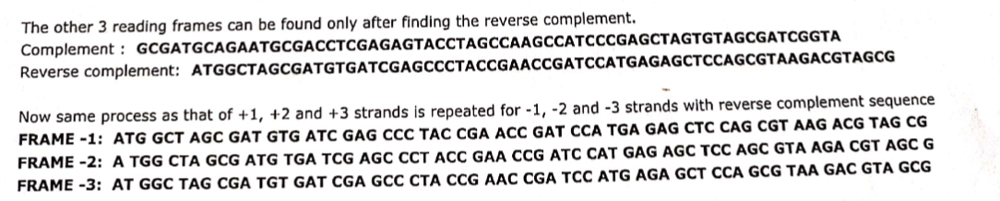 The other 3 reading frames can be found only after finding the reverse complement.
Complement : GCGATGCAGAATGCGACCTCGAGAGTACCTAGCCAAGCCATCCCGAGCTAGTGTAGCGATCGGTA
Reverse complement: ATGGCTAGCGATGTGATCGAGCCCTACCGAACCGATCCATGAGAGCTCCAGCGTAAGACGTAGCG
Now same process as that of +1, +2 and +3 strands is repeated for -1, -2 and -3 strands with reverse complement sequence
FRAME -1: ATG GCT AGC GAT GTG ATC GAG CCC TAC CGA ACC GAT CCA TGA GAG CTC CAG CGT AAG ACG TAG CG
FRAME -2: A TGG CTA GCG ATG TGA TCG AGC CCT ACC GAA CCG ATC CAT GAG AGC TCC AGC GTA AGA CGT AGC G
FRAME -3: AT GGC TAG CGA TGT GAT CGA GCC CTA CCG AAC CGA TCC ATG AGA GCT CCA GCG TAA GAC GTA GCG